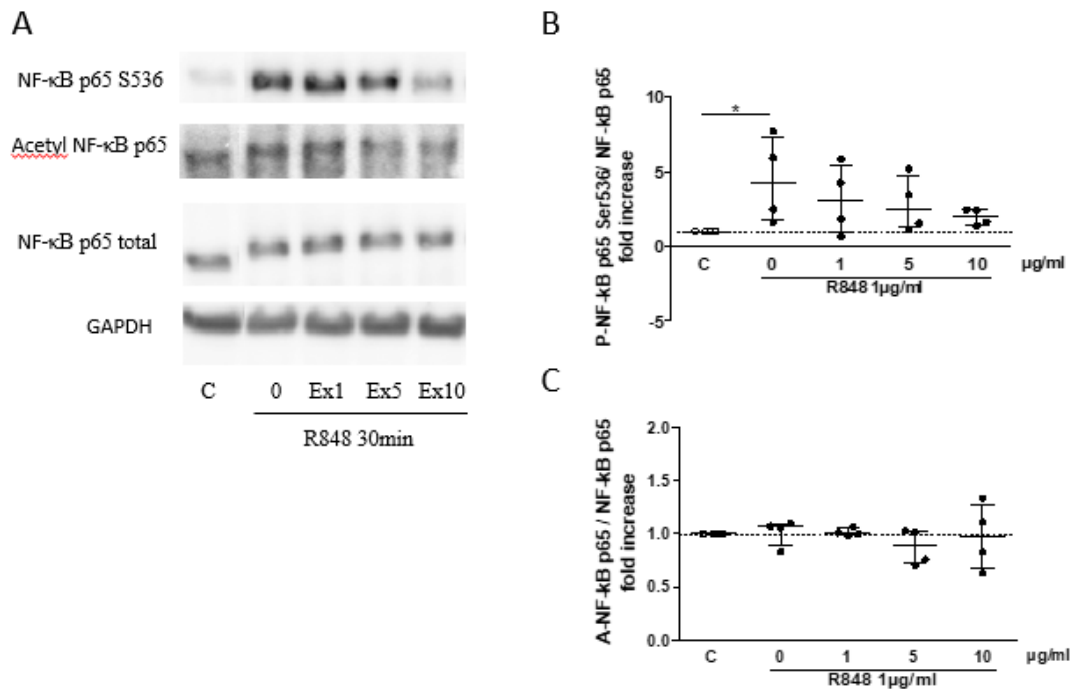 A
NF-κB p65 S536
Acetyl NF-κB p65
NF-κB p65 total
GAPDH
C 0 Ex1 Ex5 Ex10
R848 30min
B
P-NF-kB p65 Ser536/ NF-kB p65
fold increase
10
5
0
-5
C 0 1 5 10 µg/ml
R848 1µg/ml
*
C
A-NF-kB p65 / NF-kB p65
fold increase
2.0
1.5
1.0
0.5
0.0
C 0 1 5 10 µg/ml
R848 1µg/ml